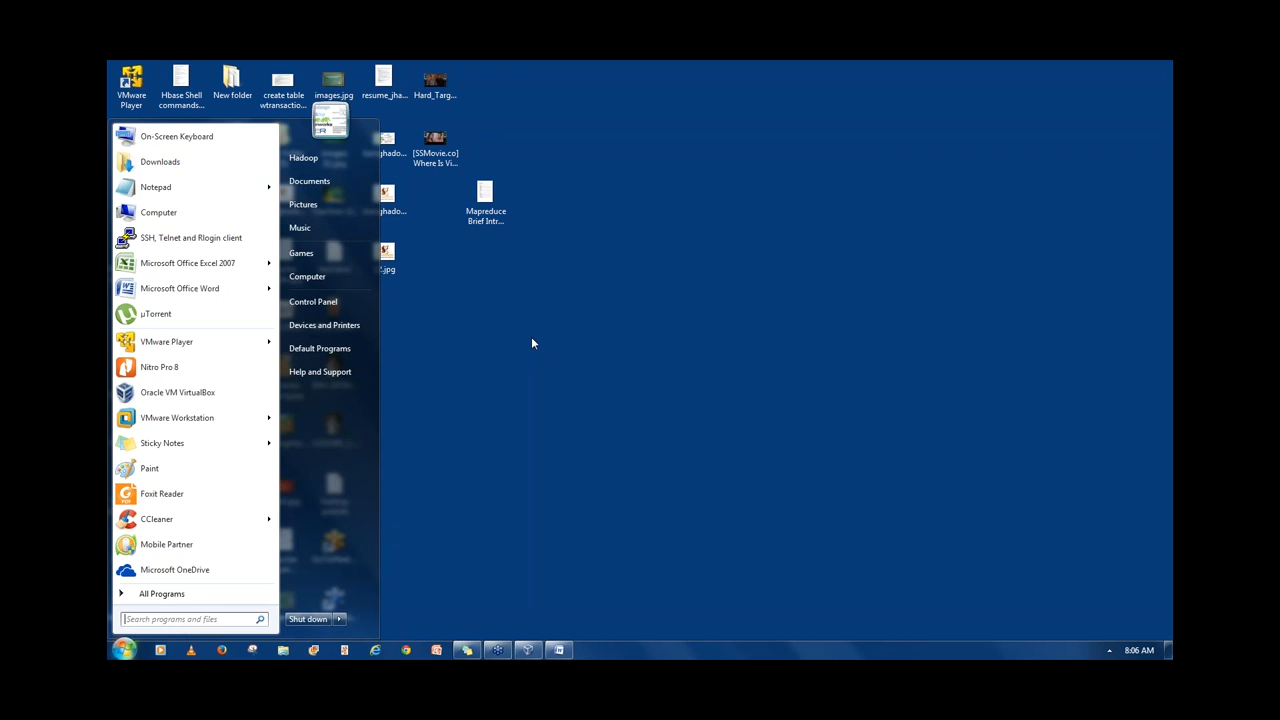 VMware
Player
Hbase Shell
commands...
New folder
create table
wtransactio...
images.jpg
resume_jha...
Hard_Targ...
[SSMovie.co]
Where Is Vi...
Mapreduce
Brief Intr...
On-Screen Keyboard
Downloads
Notepad
Computer
SSH, Telnet and Rlogin client
Microsoft Office Excel 2007
Microsoft Office Word
µTorrent
VMware Player
Nitro Pro 8
Oracle VM VirtualBox
VMware Workstation
Sticky Notes
Paint
Foxit Reader
CCleaner
Mobile Partner
Microsoft OneDrive
All Programs
Search programs and files
Hadoop
Documents
Pictures
Music
Games
Computer
Control Panel
Devices and Printers
Default Programs
Help and Support
Shut down
8:06 AM